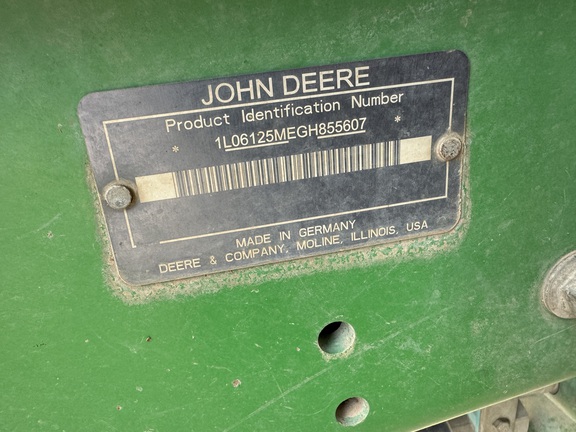 JOHN DEERE
Product Identification Number
* 1L06125MEGH855607 *
MADE IN GERMANY
DEERE & COMPANY, MOLINE, ILLINOIS, USA